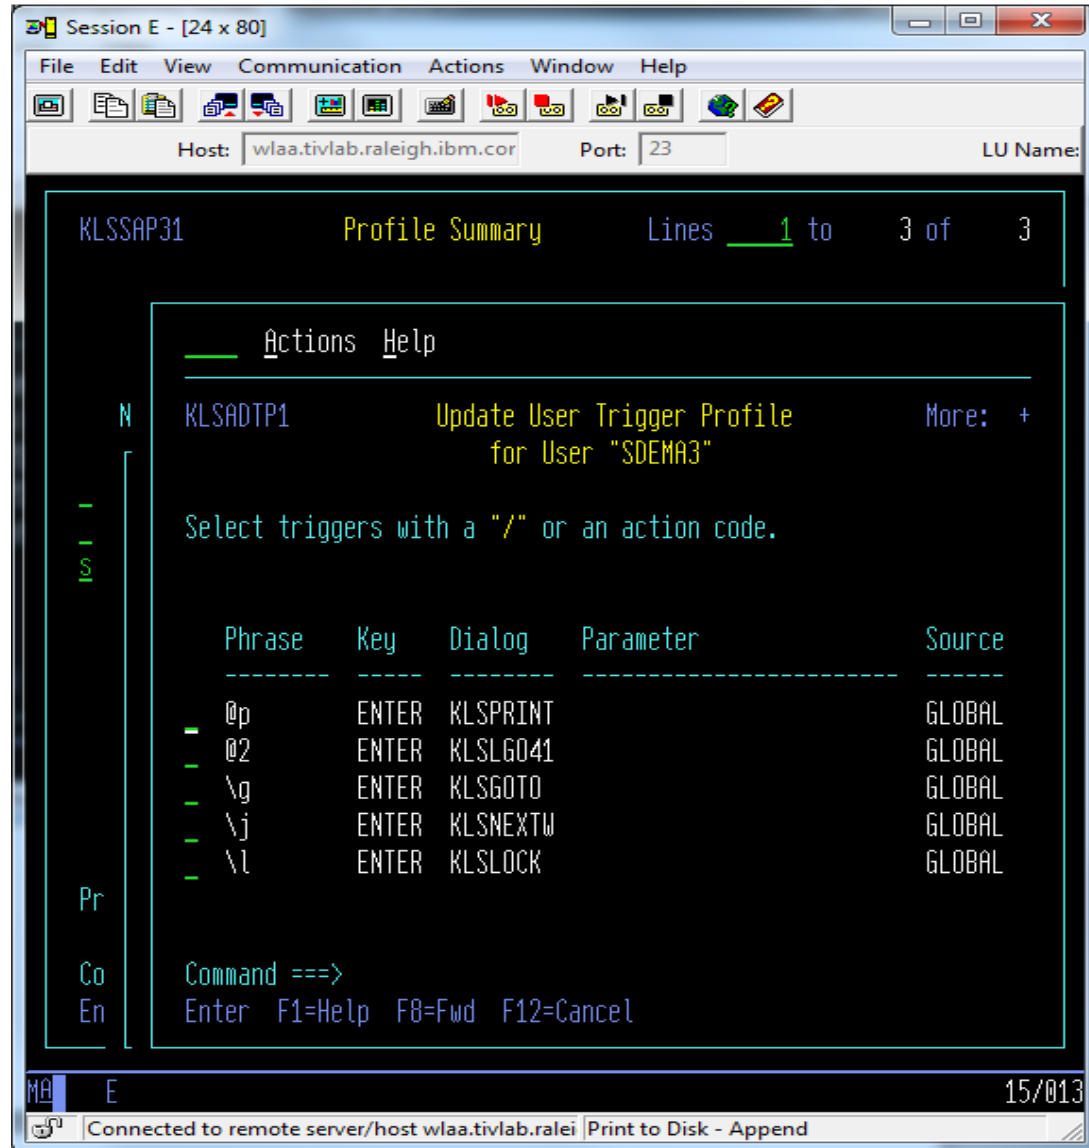 Session E - [24 x 80]
File Edit View Communication Actions Window Help
Host: wlaa.tivlab.raleigh.ibm.cor Port: 23 LU Name:
KLSSAP31 Profile Summary Lines ____1 to 3 of 3
____ Actions Help
N KLSADTP1 Update User Trigger Profile More: +
for User "SDEMA3"
_
_ Select triggers with a "/" or an action code.
S
Phrase Key Dialog Parameter Source
-------- ----- -------- ------------------------ ------
_ @p ENTER KLSPRINT GLOBAL
_ @2 ENTER KLSLGO41 GLOBAL
_ \g ENTER KLSGOTO GLOBAL
_ \j ENTER KLSNEXTW GLOBAL
_ \l ENTER KLSLOCK GLOBAL
Pr
Co Command ===>
En Enter F1=Help F8=Fwd F12=Cancel
MA E 15/013
Connected to remote server/host wlaa.tivlab.ralei Print to Disk - Append